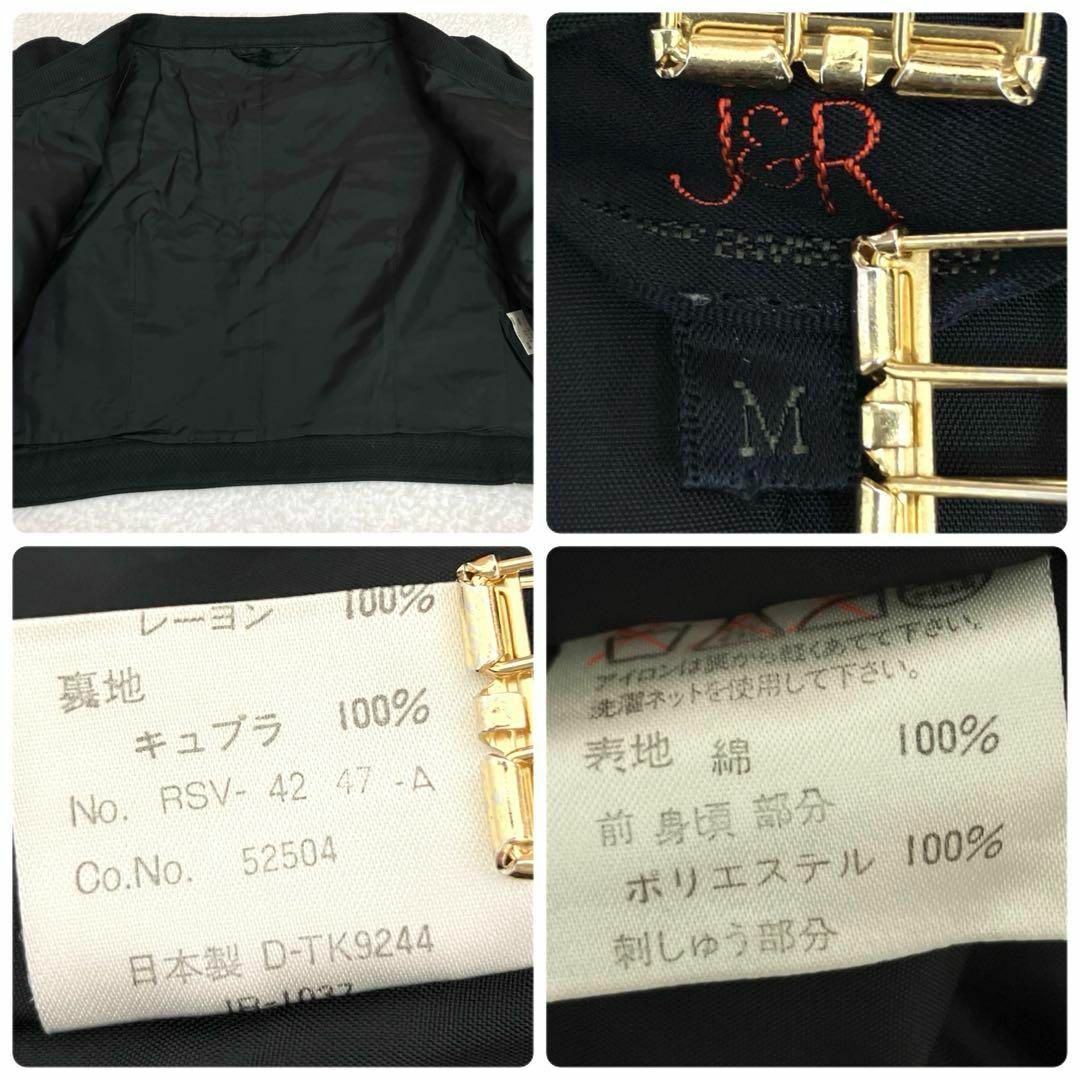 J&R
M
レーヨン 100%
裏地
キュプラ 100%
No. RSV- 42 47 -A
Co.No. 52504
日本製 D-TK9244
JR-1037
アイロンは裏から軽くあてて下さい。
洗濯ネットを使用して下さい。
表地 綿 100%
前身頃部分
ポリエステル 100%
刺しゅう部分